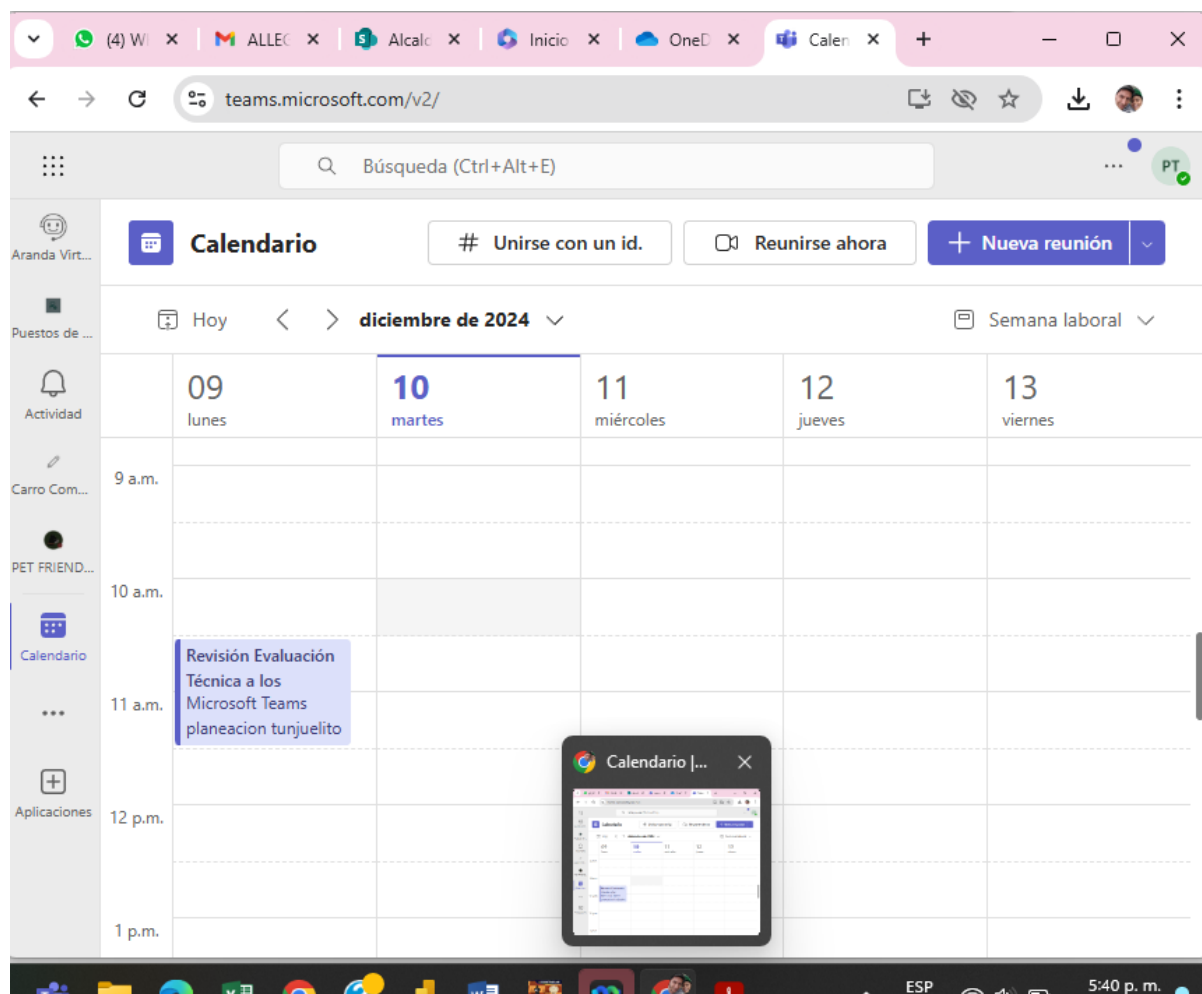 (4) W
ALLEG
Alcalc
Inicio
OneD
Calen
teams.microsoft.com/v2/
Búsqueda (Ctrl+Alt+E)
PT
Aranda Virt...
Calendario
# Unirse con un id.
Reunirse ahora
+ Nueva reunión
Puestos de ...
Hoy
diciembre de 2024
Semana laboral
Actividad
09
10
11
12
13
lunes
martes
miércoles
jueves
viernes
Carro Com...
9 a.m.
PET FRIEND...
10 a.m.
Calendario
Revisión Evaluación
Técnica a los
Microsoft Teams
planeacion tunjuelito
11 a.m.
Calendario |...
Aplicaciones
12 p.m.
1 p.m.
ESP
5:40 p. m.